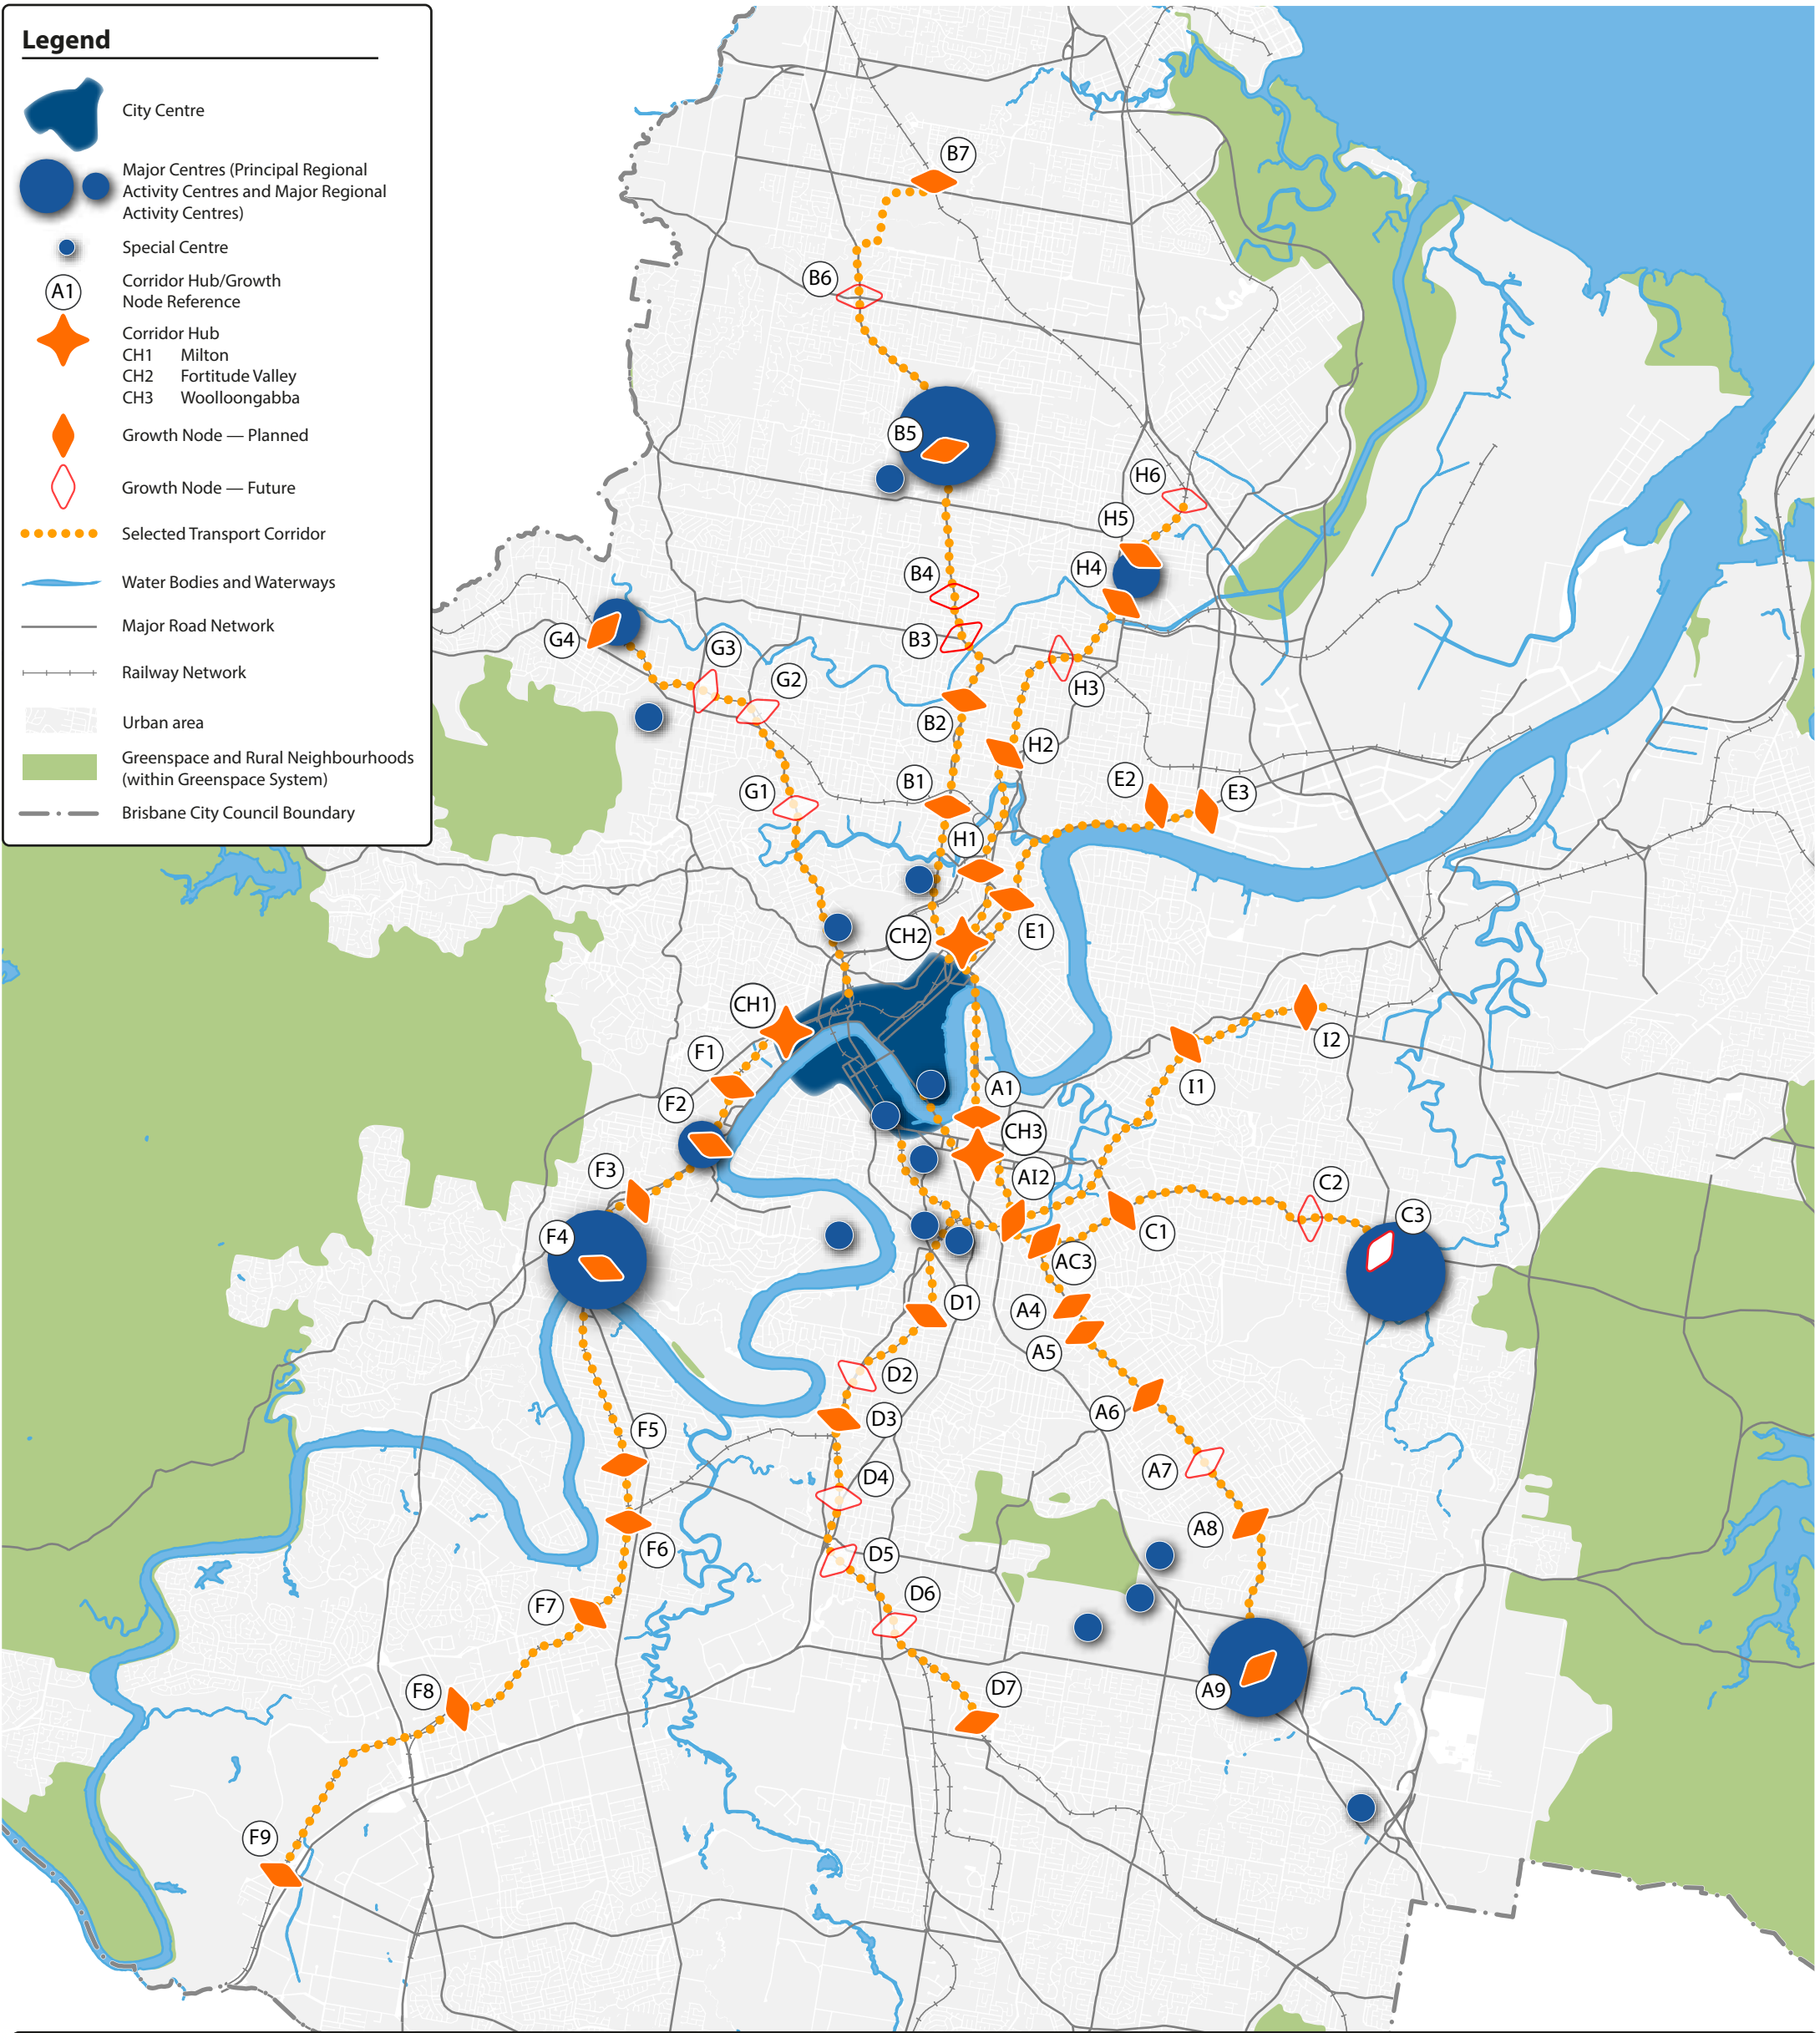 Legend
City Centre
Major Centres (Principal Regional
Activity Centres and Major Regional
Activity Centres)
Special Centre
A1
Corridor Hub/Growth
Node Reference
Corridor Hub
CH1 Milton
CH2 Fortitude Valley
CH3 Woolloongabba
Growth Node — Planned
Growth Node — Future
Selected Transport Corridor
Water Bodies and Waterways
Major Road Network
Railway Network
Urban area
Greenspace and Rural Neighbourhoods
(within Greenspace System)
Brisbane City Council Boundary
B7
B6
B5
H6
H5
H4
B4
B3
G4
G3
G2
H3
B2
H2
G1
B1
E2
E3
H1
CH2
E1
CH1
I2
F1
A1
I1
F2
CH3
F3
AI2
C2
C3
F4
C1
AC3
D1
A4
A5
D2
A6
D3
F5
A7
D4
A8
F6
D5
D6
F7
D7
A9
F8
F9